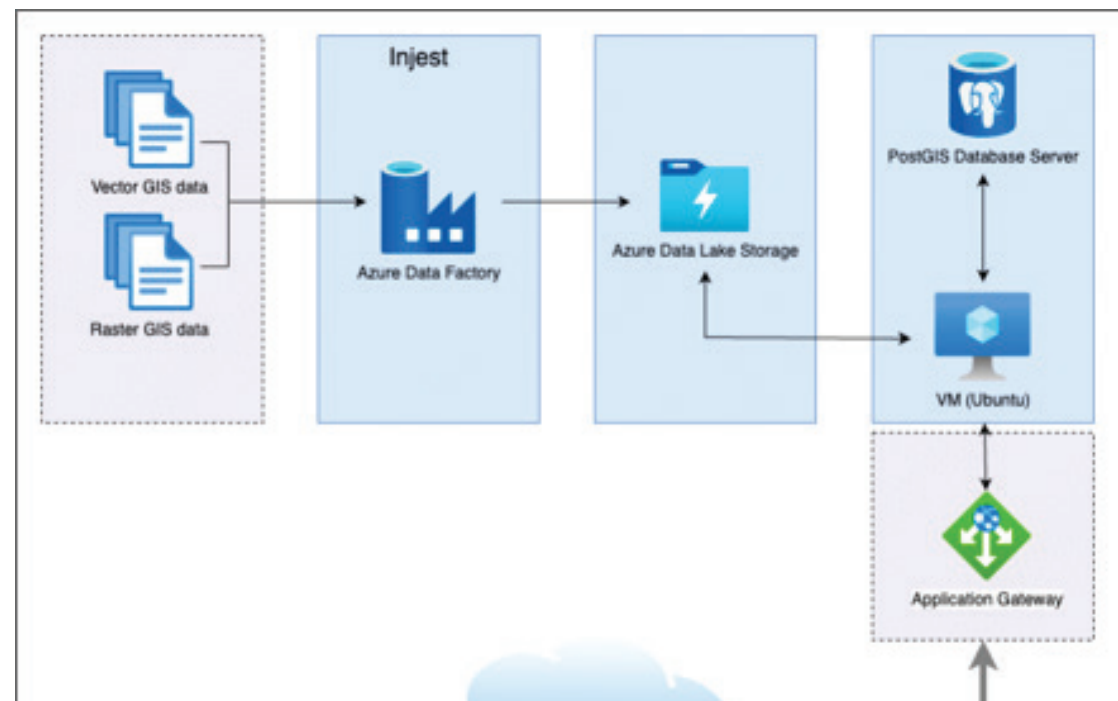 Injest
Vector GIS data
Raster GIS data
Azure Data Factory
Azure Data Lake Storage
PostGIS Database Server
VM (Ubuntu)
Application Gateway